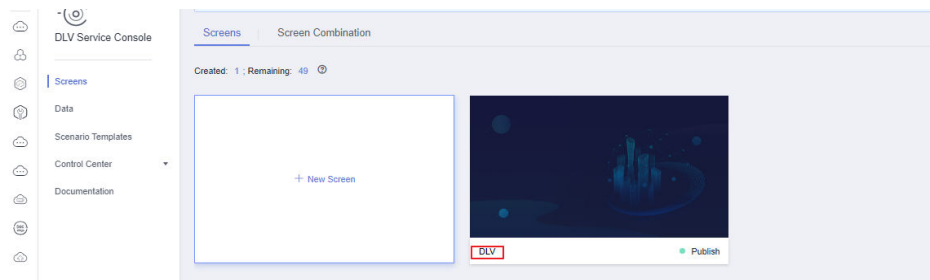 DLV Service Console
Screens
Data
Scenario Templates
Control Center
Documentation
Screens Screen Combination
Created: 1 ; Remaining: 49
+ New Screen
DLV Publish